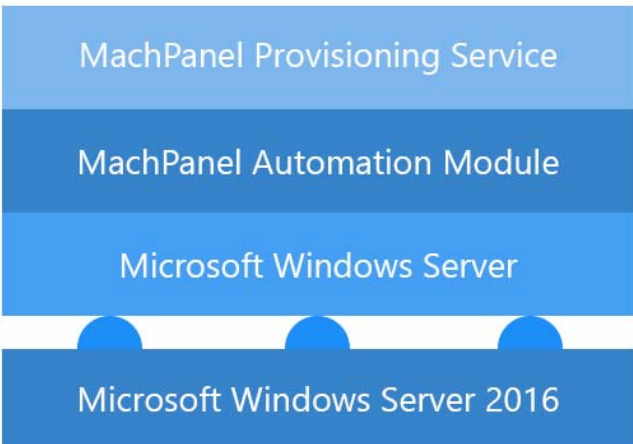 MachPanel Provisioning Service
MachPanel Automation Module
Microsoft Windows Server
Microsoft Windows Server 2016